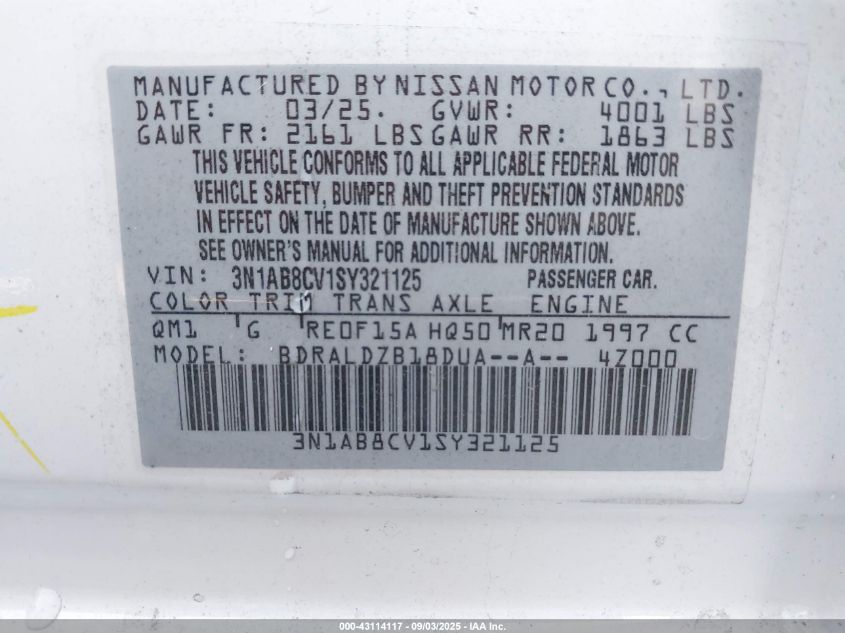 MANUFACTURED BY NISSAN MOTOR CO., LTD.
DATE: 03/25. GVWR: 4001 LBS
GAWR FR: 2161 LBS GAWR RR: 1863 LBS
THIS VEHICLE CONFORMS TO ALL APPLICABLE FEDERAL MOTOR
VEHICLE SAFETY, BUMPER AND THEFT PREVENTION STANDARDS
IN EFFECT ON THE DATE OF MANUFACTURE SHOWN ABOVE.
SEE OWNER'S MANUAL FOR ADDITIONAL INFORMATION.
VIN: 3N1AB8CV1SY321125 PASSENGER CAR.
COLOR TRIM TRANS AXLE ENGINE
QM1 G RE0F15A HQ50 MR20 1997 CC
MODEL: BDRALDZB18DUA--A-- 4Z000
3N1AB8CV1SY321125
000-43114117 - 09/03/2025 - IAA Inc.